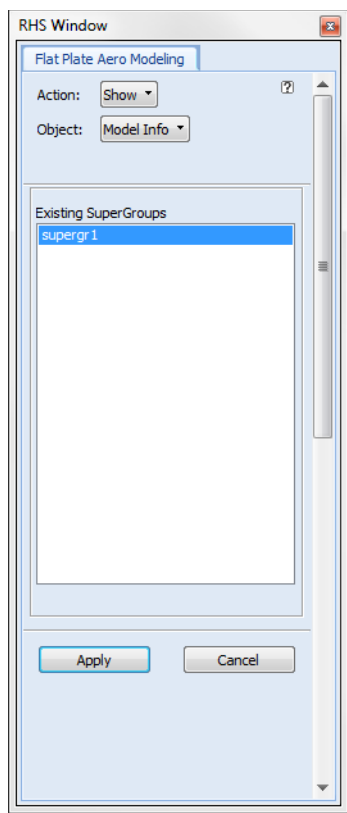 RHS Window
Flat Plate Aero Modeling
Action: Show
?
Object: Model Info
Existing SuperGroups
supergr1
Apply Cancel